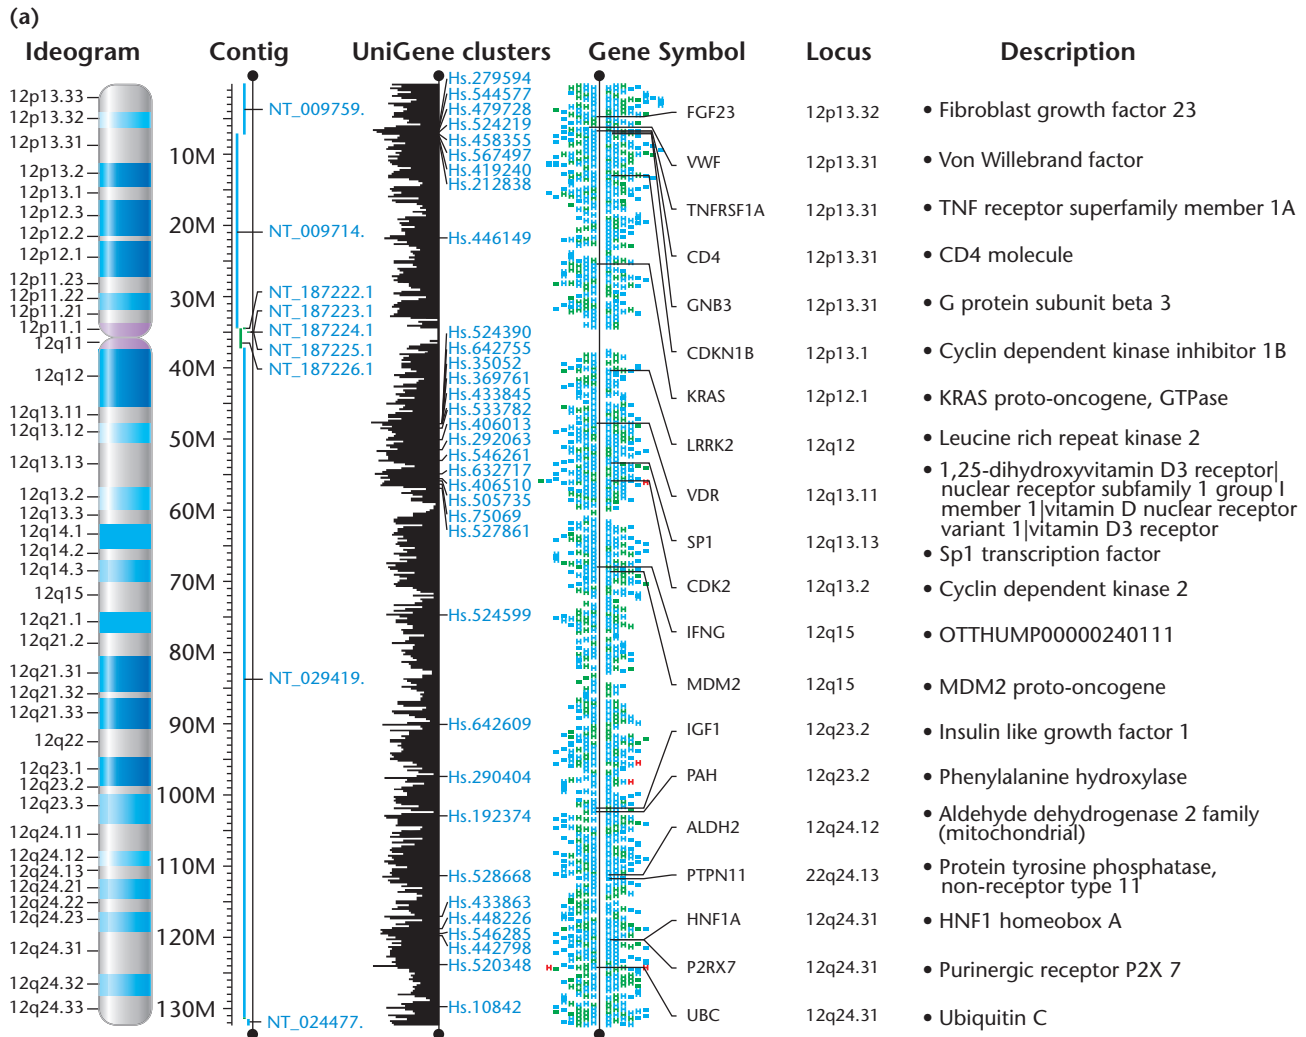 (a)
Ideogram
Contig
UniGene clusters
Gene Symbol
Locus
Description
12p13.33
12p13.32
12p13.31
12p13.2
12p13.1
12p12.3
12p12.2
12p12.1
12p11.23
12p11.22
12p11.21
12p11.1
12q11
12q12
12q13.11
12q13.12
12q13.13
12q13.2
12q13.3
12q14.1
12q14.2
12q14.3
12q15
12q21.1
12q21.2
12q21.31
12q21.32
12q21.33
12q22
12q23.1
12q23.2
12q23.3
12q24.11
12q24.12
12q24.13
12q24.21
12q24.22
12q24.23
12q24.31
12q24.32
12q24.33
10M
20M
30M
40M
50M
60M
70M
80M
90M
100M
110M
120M
130M
NT_009759.
NT_009714.
NT_187222.1
NT_187223.1
NT_187224.1
NT_187225.1
NT_187226.1
NT_029419.
NT_024477.
Hs.279594
Hs.544577
Hs.479728
Hs.524219
Hs.458355
Hs.567497
Hs.419240
Hs.212838
Hs.446149
Hs.524390
Hs.642755
Hs.35052
Hs.369761
Hs.433845
Hs.533782
Hs.406013
Hs.292063
Hs.546261
Hs.632717
Hs.406510
Hs.505735
Hs.75069
Hs.527861
Hs.524599
Hs.642609
Hs.290404
Hs.192374
Hs.528668
Hs.433863
Hs.448226
Hs.546285
Hs.442798
Hs.520348
Hs.10842
FGF23 12p13.32 • Fibroblast growth factor 23
VWF 12p13.31 • Von Willebrand factor
TNFRSF1A 12p13.31 • TNF receptor superfamily member 1A
CD4 12p13.31 • CD4 molecule
GNB3 12p13.31 • G protein subunit beta 3
CDKN1B 12p13.1 • Cyclin dependent kinase inhibitor 1B
KRAS 12p12.1 • KRAS proto-oncogene, GTPase
LRRK2 12q12 • Leucine rich repeat kinase 2
VDR 12q13.11 • 1,25-dihydroxyvitamin D3 receptor|
nuclear receptor subfamily 1 group I
member 1|vitamin D nuclear receptor
variant 1|vitamin D3 receptor
SP1 12q13.13 • Sp1 transcription factor
CDK2 12q13.2 • Cyclin dependent kinase 2
IFNG 12q15 • OTTHUMP00000240111
MDM2 12q15 • MDM2 proto-oncogene
IGF1 12q23.2 • Insulin like growth factor 1
PAH 12q23.2 • Phenylalanine hydroxylase
ALDH2 12q24.12 • Aldehyde dehydrogenase 2 family
(mitochondrial)
PTPN11 22q24.13 • Protein tyrosine phosphatase,
non-receptor type 11
HNF1A 12q24.31 • HNF1 homeobox A
P2RX7 12q24.31 • Purinergic receptor P2X 7
UBC 12q24.31 • Ubiquitin C